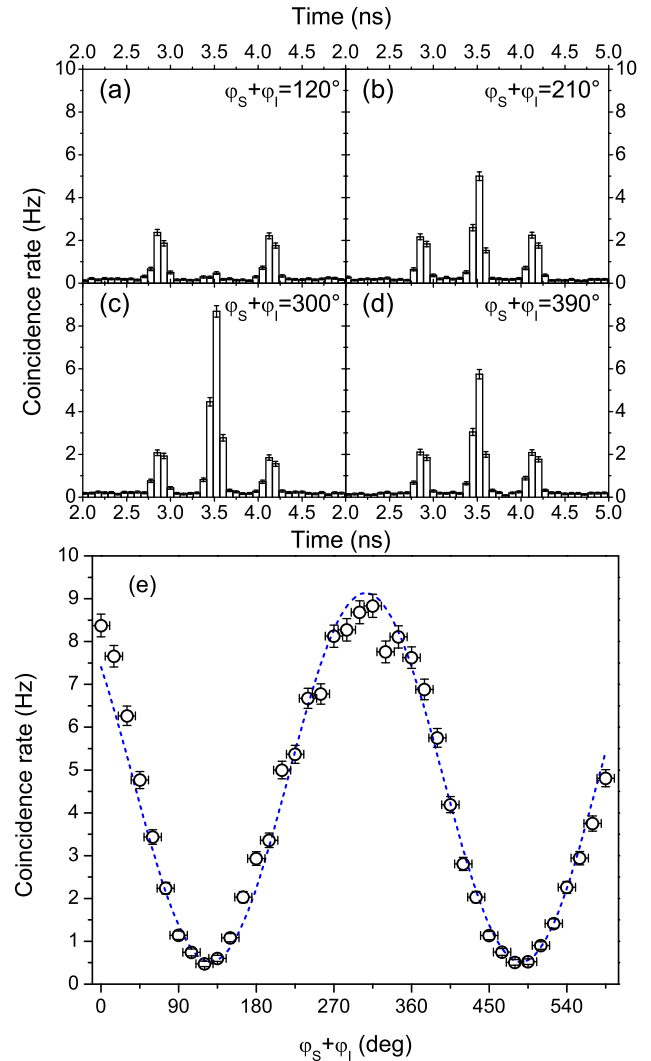 Time (ns)
2.0 2.5 3.0 3.5 4.0 2.0 2.5 3.0 3.5 4.0 4.5 5.0
10 10
(a) φS+φI=120° (b) φS+φI=210°
8 8
6 6
4 4
2 2
0 0
(c) φS+φI=300° (d) φS+φI=390°
8 8
6 6
4 4
2 2
0 0
Coincidence rate (Hz)
2.0 2.5 3.0 3.5 4.0 2.0 2.5 3.0 3.5 4.0 4.5 5.0
Time (ns)
10
(e)
9
8
7
6
5
4
3
2
1
0
Coincidence rate (Hz)
0 90 180 270 360 450 540
φS+φI (deg)